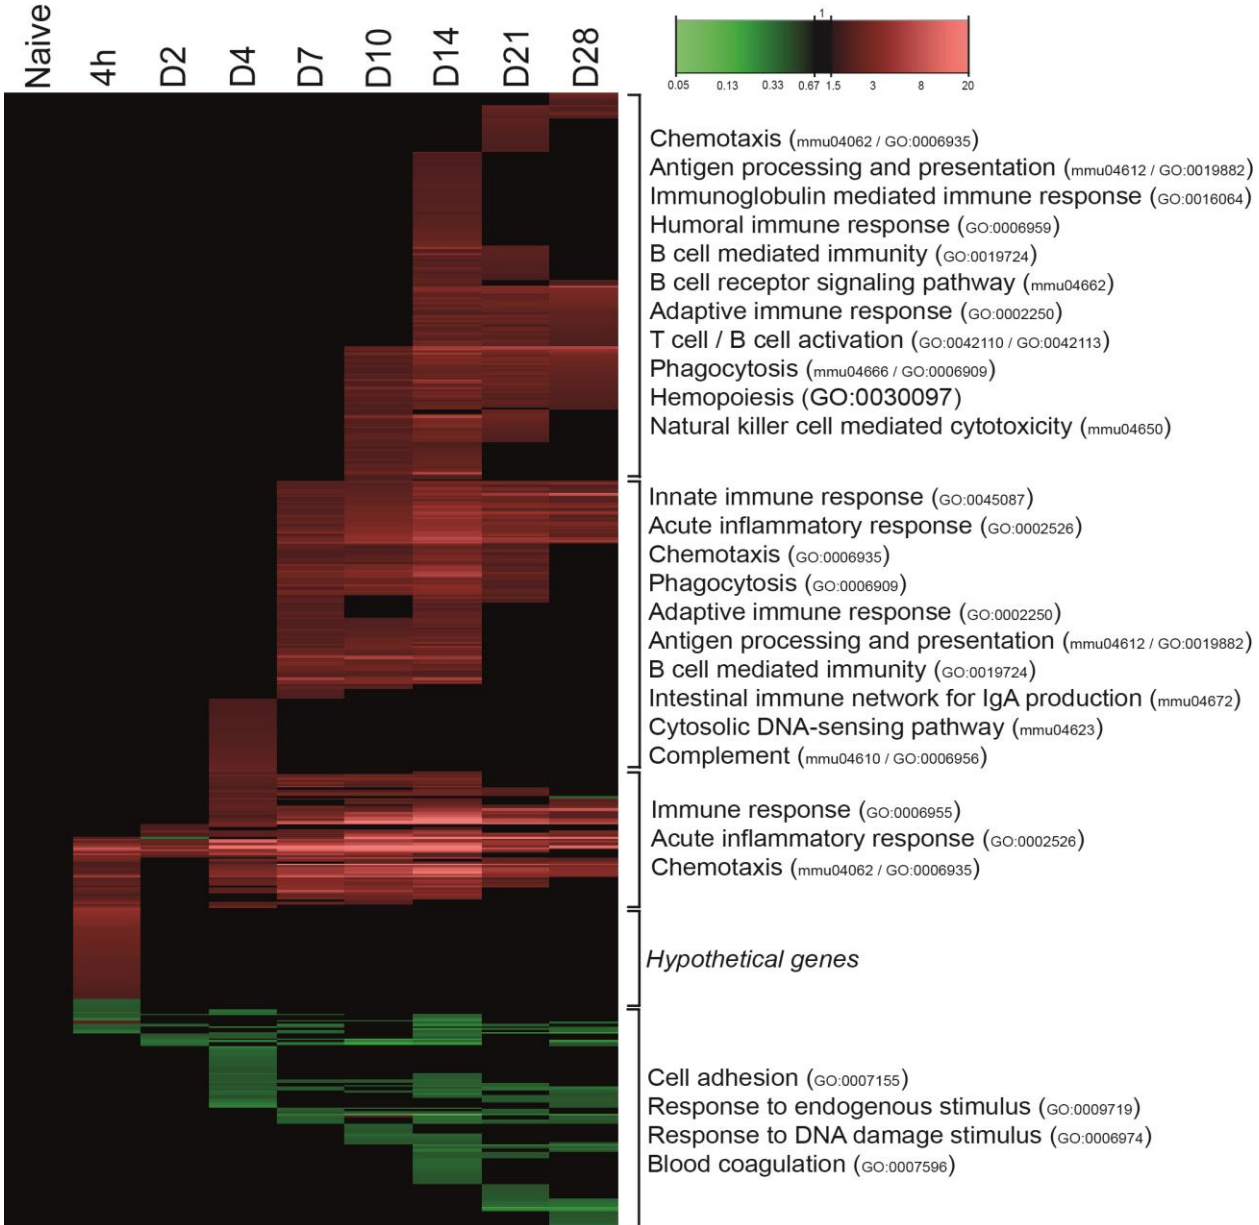 Naive 4h D2 D4 D7 D10 D14 D21 D28
1
0.05 0.13 0.33 0.67 1.5 3 8 20
Chemotaxis (mmu04062 / GO:0006935)
Antigen processing and presentation (mmu04612 / GO:0019882)
Immunoglobulin mediated immune response (GO:0016064)
Humoral immune response (GO:0006959)
B cell mediated immunity (GO:0019724)
B cell receptor signaling pathway (mmu04662)
Adaptive immune response (GO:0002250)
T cell / B cell activation (GO:0042110 / GO:0042113)
Phagocytosis (mmu04666 / GO:0006909)
Hemopoiesis (GO:0030097)
Natural killer cell mediated cytotoxicity (mmu04650)
Innate immune response (GO:0045087)
Acute inflammatory response (GO:0002526)
Chemotaxis (GO:0006935)
Phagocytosis (GO:0006909)
Adaptive immune response (GO:0002250)
Antigen processing and presentation (mmu04612 / GO:0019882)
B cell mediated immunity (GO:0019724)
Intestinal immune network for IgA production (mmu04672)
Cytosolic DNA-sensing pathway (mmu04623)
Complement (mmu04610 / GO:0006956)
Immune response (GO:0006955)
Acute inflammatory response (GO:0002526)
Chemotaxis (mmu04062 / GO:0006935)
Hypothetical genes
Cell adhesion (GO:0007155)
Response to endogenous stimulus (GO:0009719)
Response to DNA damage stimulus (GO:0006974)
Blood coagulation (GO:0007596)